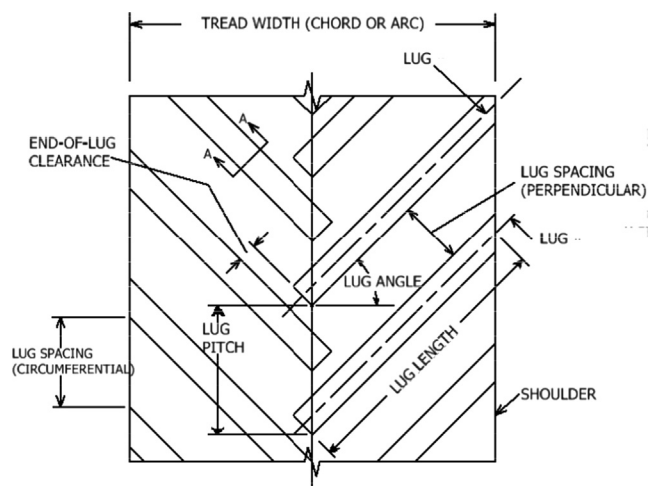 TREAD WIDTH (CHORD OR ARC)
LUG
A
END-OF-LUG
CLEARANCE
A
LUG SPACING
(PERPENDICULAR)
LUG
LUG ANGLE
LUG
PITCH
LUG SPACING
(CIRCUMFERENTIAL)
LUG LENGTH
SHOULDER